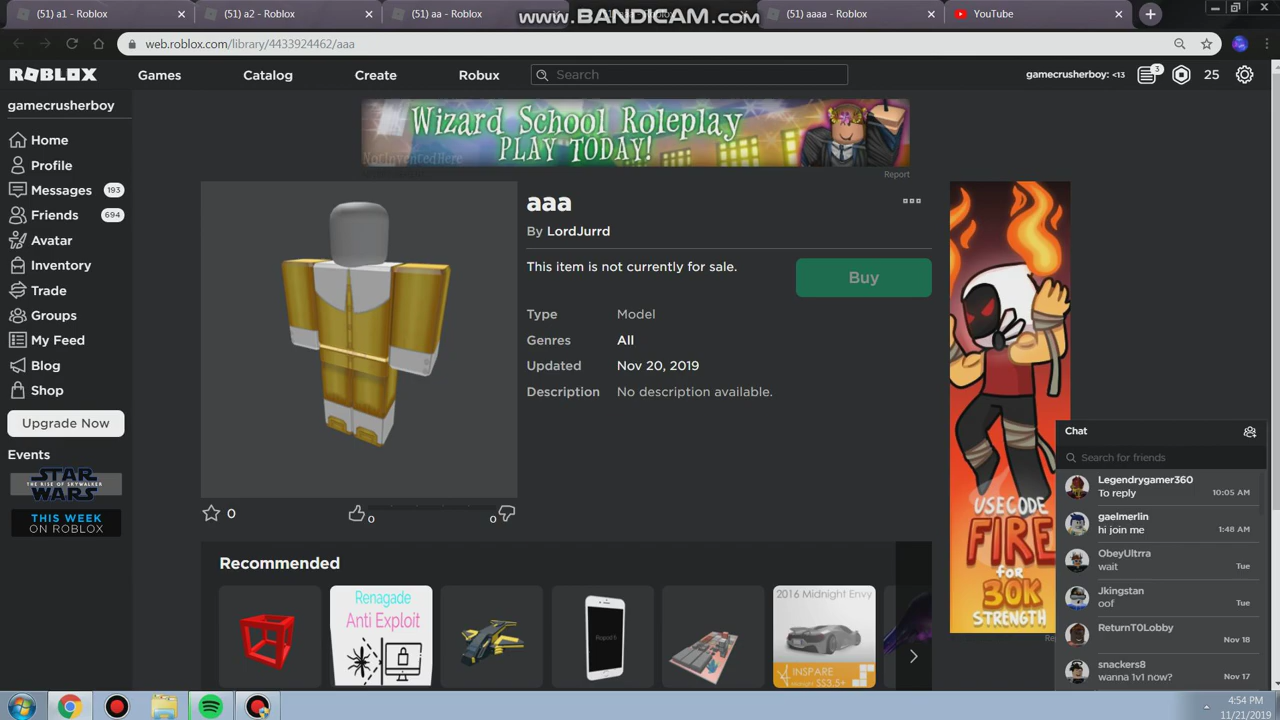 (51) a1 - Roblox
(51) a2 - Roblox
(51) aa - Roblox
www.BANDICAM.com
(51) aaaa - Roblox
YouTube
web.roblox.com/library/4433924462/aaa
ROBLOX
Games
Catalog
Create
Robux
Search
gamecrusherboy: <13
3
25
gamecrusherboy
Home
Profile
Messages 193
Friends 694
Avatar
Inventory
Trade
Groups
My Feed
Blog
Shop
Upgrade Now
Events
STAR
THE RISE OF SKYWALKER
WARS
THIS WEEK
ON ROBLOX
Wizard School Roleplay
PLAY TODAY!
NotInventedHere
Report
aaa
By LordJurrd
This item is not currently for sale.
Buy
Type Model
Genres All
Updated Nov 20, 2019
Description No description available.
0
0
0
Recommended
Renagade
Anti Exploit
2016 Midnight Envy
INSPARE
SS3.5+
USE CODE
FIRE
for
30K
STRENGTH
Chat
Search for friends
Legendrygamer360
To reply 10:05 AM
gaelmerlin
hi join me 1:48 AM
ObeyUltrra
wait Tue
Jkingstan
oof Tue
ReturnT0Lobby
Nov 18
snackers8
wanna 1v1 now? Nov 17
4:54 PM
11/21/2019